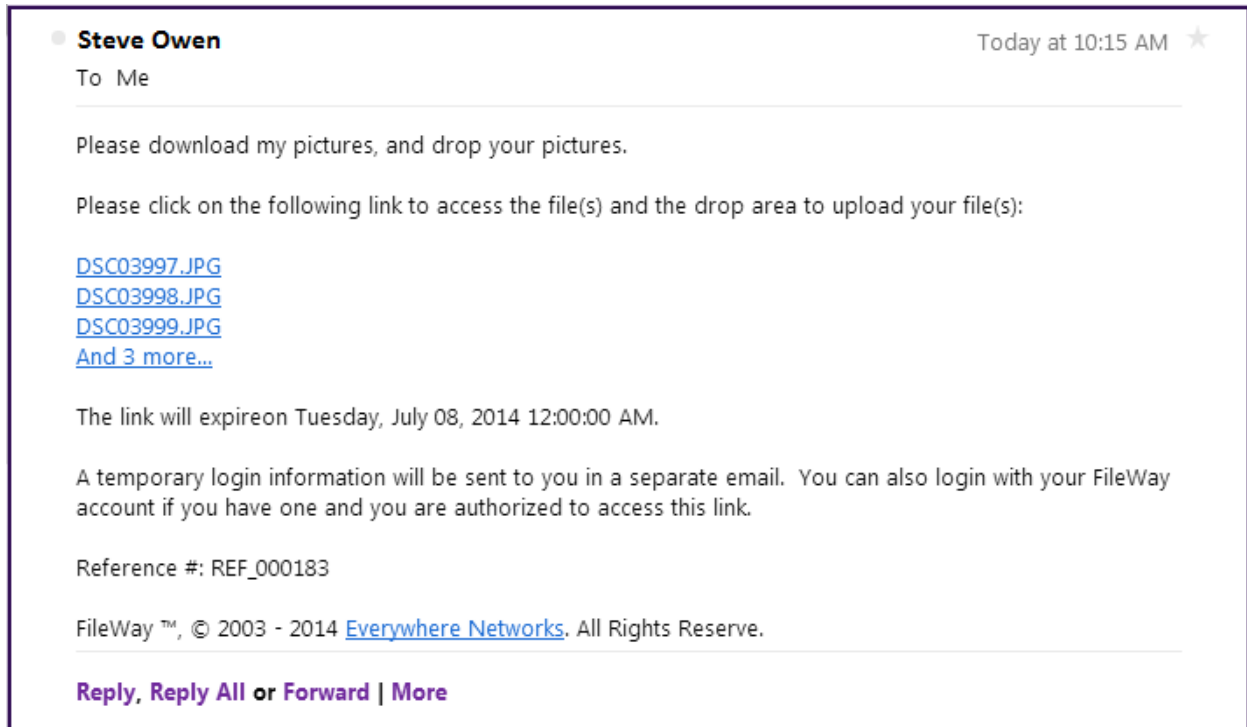 Steve Owen
Today at 10:15 AM
To Me
Please download my pictures, and drop your pictures.
Please click on the following link to access the file(s) and the drop area to upload your file(s):
DSC03997.JPG
DSC03998.JPG
DSC03999.JPG
And 3 more...
The link will expireon Tuesday, July 08, 2014 12:00:00 AM.
A temporary login information will be sent to you in a separate email. You can also login with your FileWay
account if you have one and you are authorized to access this link.
Reference #: REF_000183
FileWay ™, © 2003 - 2014 Everywhere Networks. All Rights Reserve.
Reply, Reply All or Forward | More